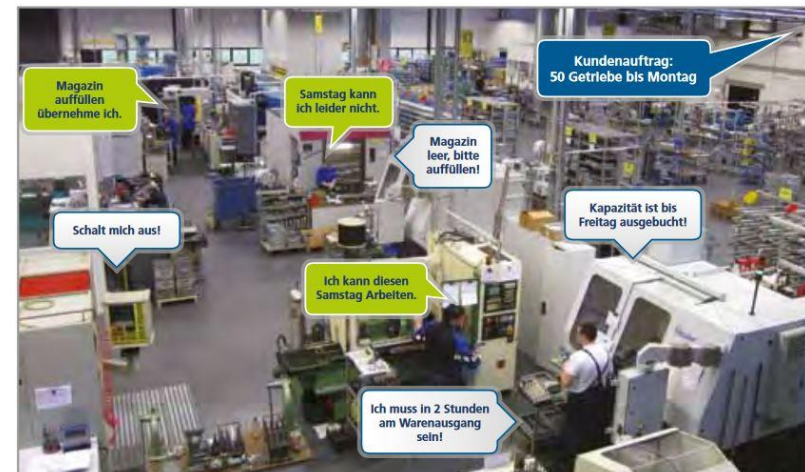 Kundenauftrag:
50 Getriebe bis Montag
Magazin
auffüllen
übernehme ich.
Samstag kann
ich leider nicht.
Magazin
leer, bitte
auffüllen!
Schalt mich aus!
Kapazität ist bis
Freitag ausgebucht!
Ich kann diesen
Samstag Arbeiten.
Ich muss in 2 Stunden
am Warenausgang
sein!